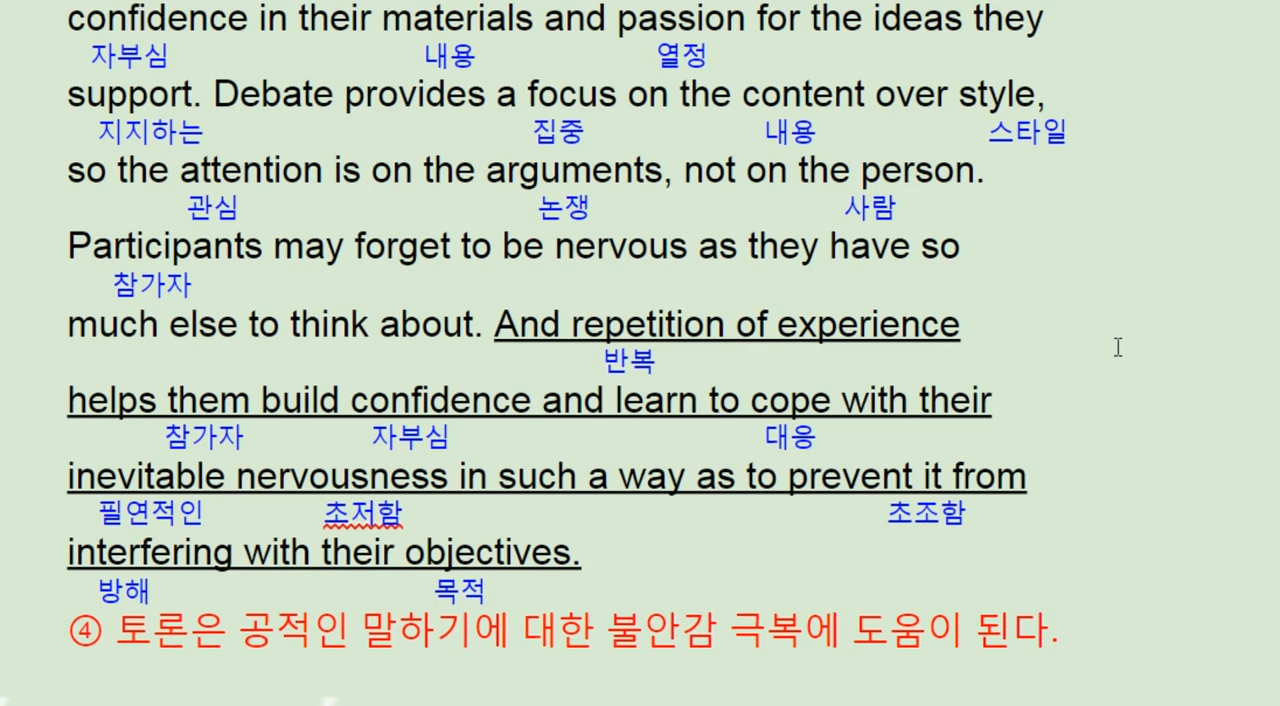 confidence in their materials and passion for the ideas they
자부심 내용 열정
support. Debate provides a focus on the content over style,
지지하는 집중 내용 스타일
so the attention is on the arguments, not on the person.
관심 논쟁 사람
Participants may forget to be nervous as they have so
참가자
much else to think about. And repetition of experience
반복
helps them build confidence and learn to cope with their
참가자 자부심 대응
inevitable nervousness in such a way as to prevent it from
필연적인 초저함 초조함
interfering with their objectives.
방해 목적
④ 토론은 공적인 말하기에 대한 불안감 극복에 도움이 된다.